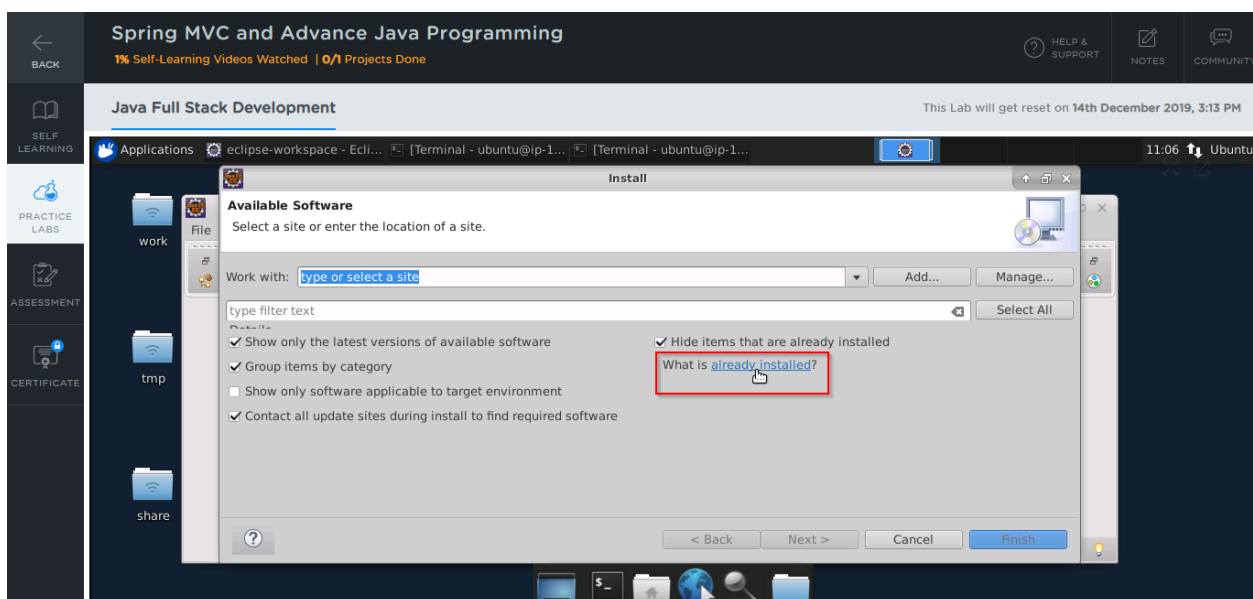 Spring MVC and Advance Java Programming
1% Self-Learning Videos Watched | 0/1 Projects Done
HELP &
SUPPORT
NOTES
COMMUNITY
BACK
SELF
LEARNING
PRACTICE
LABS
ASSESSMENT
CERTIFICATE
Java Full Stack Development
This Lab will get reset on 14th December 2019, 3:13 PM
Applications
eclipse-workspace - Ecli...
[Terminal - ubuntu@ip-1...
[Terminal - ubuntu@ip-1...
11:06
Ubuntu
work
tmp
share
File
Install
Available Software
Select a site or enter the location of a site.
Work with: type or select a site
Add...
Manage...
type filter text
Select All
Details
Show only the latest versions of available software
Hide items that are already installed
Group items by category
What is already installed?
Show only software applicable to target environment
Contact all update sites during install to find required software
?
< Back
Next >
Cancel
Finish
$_